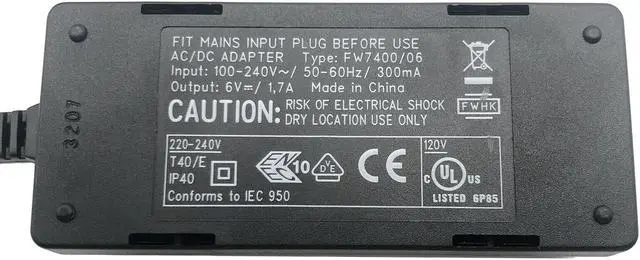 FIT MAINS INPUT PLUG BEFORE USE
AC/DC ADAPTER Type: FW7400/06
Input: 100-240V~/ 50-60Hz/ 300mA
Output: 6V⎓/ 1,7A Made in China
CAUTION: RISK OF ELECTRICAL SHOCK
DRY LOCATION USE ONLY
FWHK
3201
220-240V
T40/E
IP40
Conforms to IEC 950
10
CE
120V
C UL US
LISTED 6P85